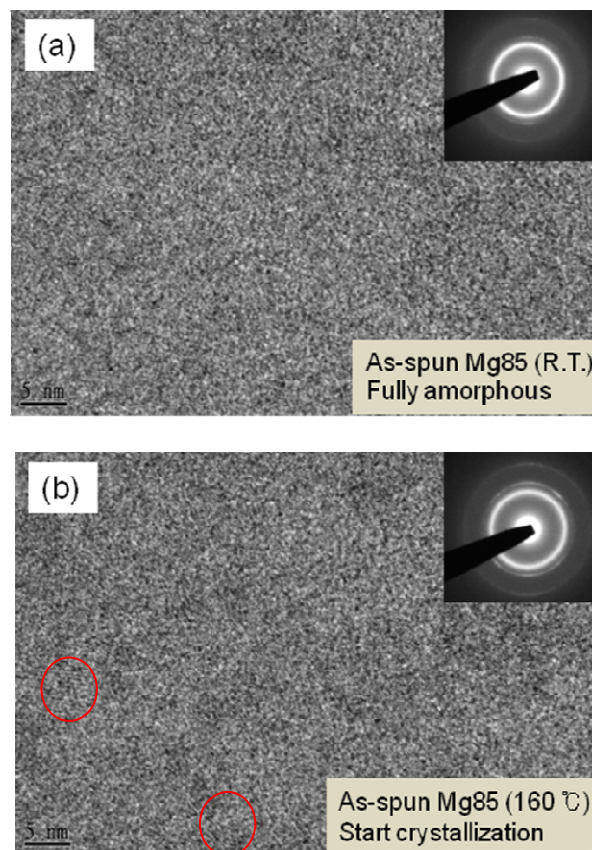 (a)
5 nm
As-spun Mg85 (R.T.)
Fully amorphous
(b)
5 nm
As-spun Mg85 (160 ℃)
Start crystallization